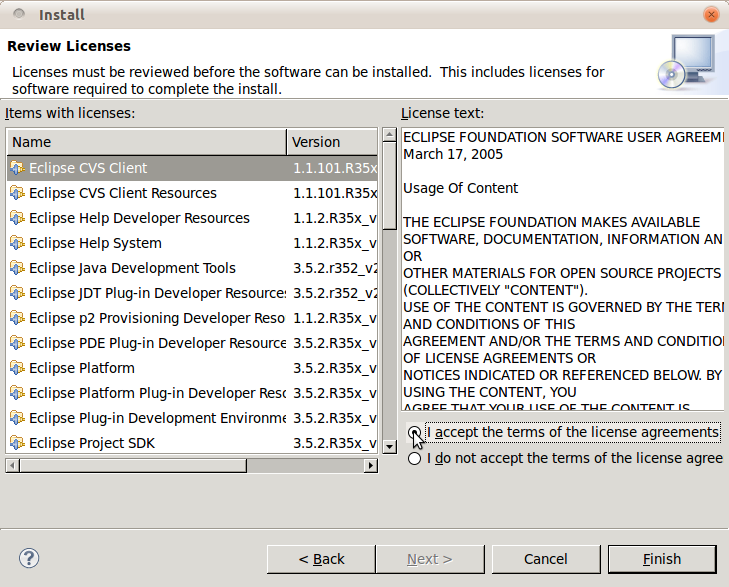 Install
Review Licenses
Licenses must be reviewed before the software can be installed.  This includes licenses for
software required to complete the install.
Items with licenses:
Name Version
Eclipse CVS Client 1.1.101.R35x
Eclipse CVS Client Resources 1.1.101.R35x
Eclipse Help Developer Resources 1.1.2.R35x_v
Eclipse Help System 1.1.2.R35x_v
Eclipse Java Development Tools 3.5.2.r352_v2
Eclipse JDT Plug-in Developer Resource 3.5.2.r352_v2
Eclipse p2 Provisioning Developer Reso 1.1.2.R35x_v
Eclipse PDE Plug-in Developer Resource 3.5.2.R35x_v
Eclipse Platform 3.5.2.R35x_v
Eclipse Platform Plug-in Developer Reso 3.5.2.R35x_v
Eclipse Plug-in Development Environme 3.5.2.R35x_v
Eclipse Project SDK 3.5.2.R35x_v
License text:
ECLIPSE FOUNDATION SOFTWARE USER AGREEM
March 17, 2005
Usage Of Content
THE ECLIPSE FOUNDATION MAKES AVAILABLE
SOFTWARE, DOCUMENTATION, INFORMATION AN
OR
OTHER MATERIALS FOR OPEN SOURCE PROJECTS
(COLLECTIVELY "CONTENT").
USE OF THE CONTENT IS GOVERNED BY THE TERM
AND CONDITIONS OF THIS
AGREEMENT AND/OR THE TERMS AND CONDITIO
OF LICENSE AGREEMENTS OR
NOTICES INDICATED OR REFERENCED BELOW. BY
USING THE CONTENT, YOU
AGREE THAT YOUR USE OF THE CONTENT IS
I accept the terms of the license agreements
I do not accept the terms of the license agree
?
< Back
Next >
Cancel
Finish